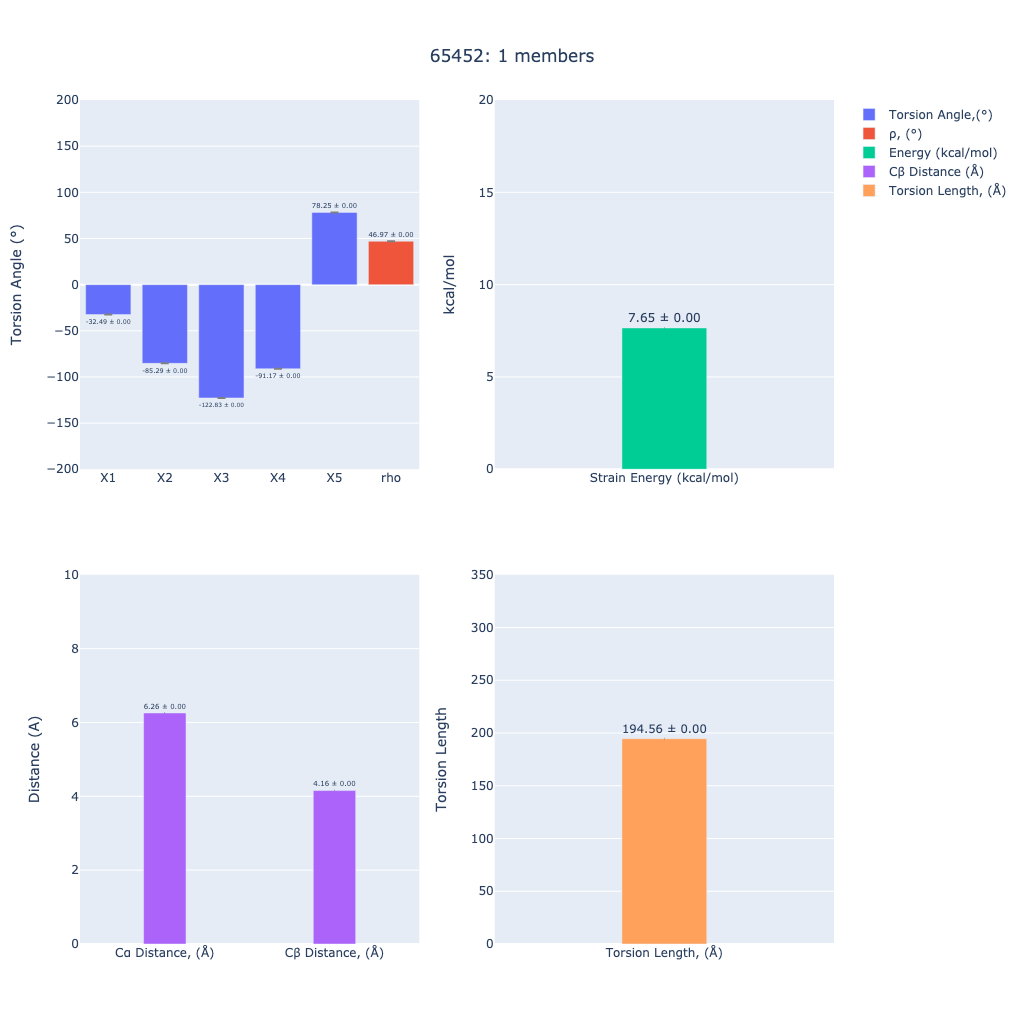 65452: 1 members
200
150
100
50
0
−50
−100
−150
−200
Torsion Angle (°)
-32.49 ± 0.00
-85.29 ± 0.00
-122.83 ± 0.00
-91.17 ± 0.00
78.25 ± 0.00
46.97 ± 0.00
X1 X2 X3 X4 X5 rho
20
15
10
5
0
kcal/mol
7.65 ± 0.00
Strain Energy (kcal/mol)
Torsion Angle,(°)
ρ, (°)
Energy (kcal/mol)
Cβ Distance (Å)
Torsion Length, (Å)
10
8
6
4
2
0
Distance (A)
6.26 ± 0.00
4.16 ± 0.00
Cα Distance, (Å) Cβ Distance, (Å)
350
300
250
200
150
100
50
0
Torsion Length
194.56 ± 0.00
Torsion Length, (Å)